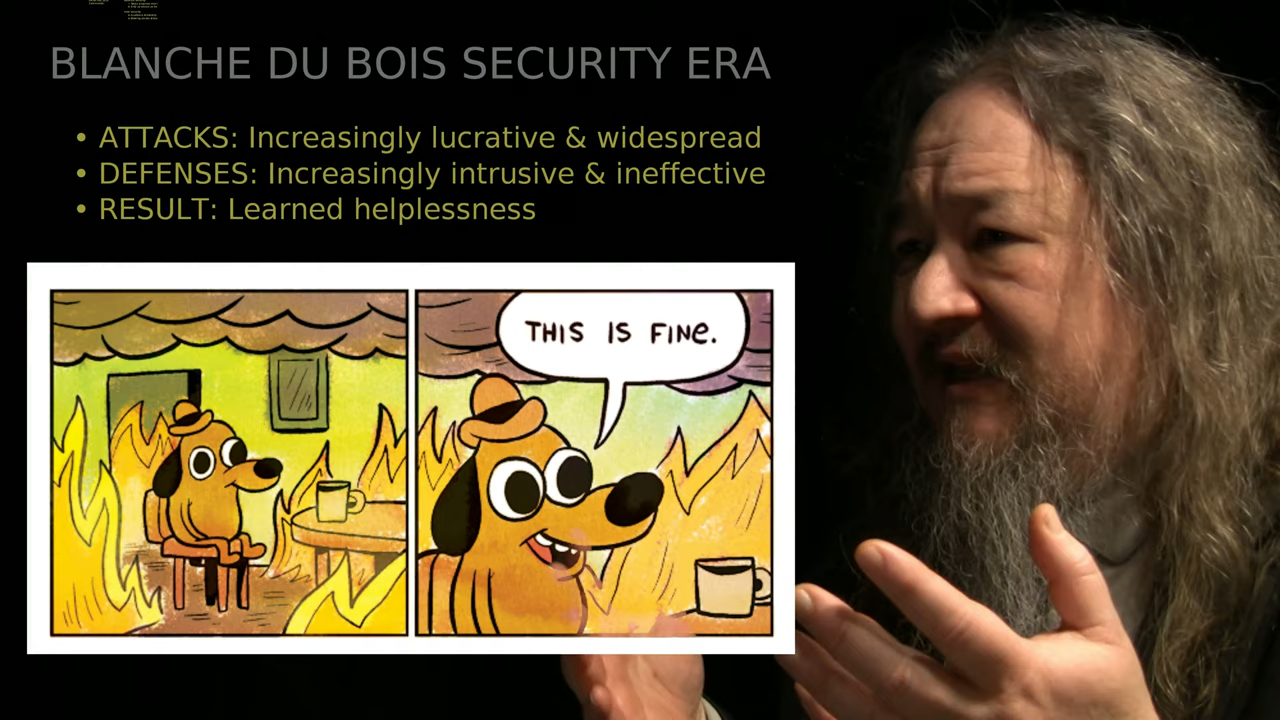 BLANCHE DU BOIS SECURITY ERA
• ATTACKS: Increasingly lucrative & widespread
• DEFENSES: Increasingly intrusive & ineffective
• RESULT: Learned helplessness
THIS IS FINE.